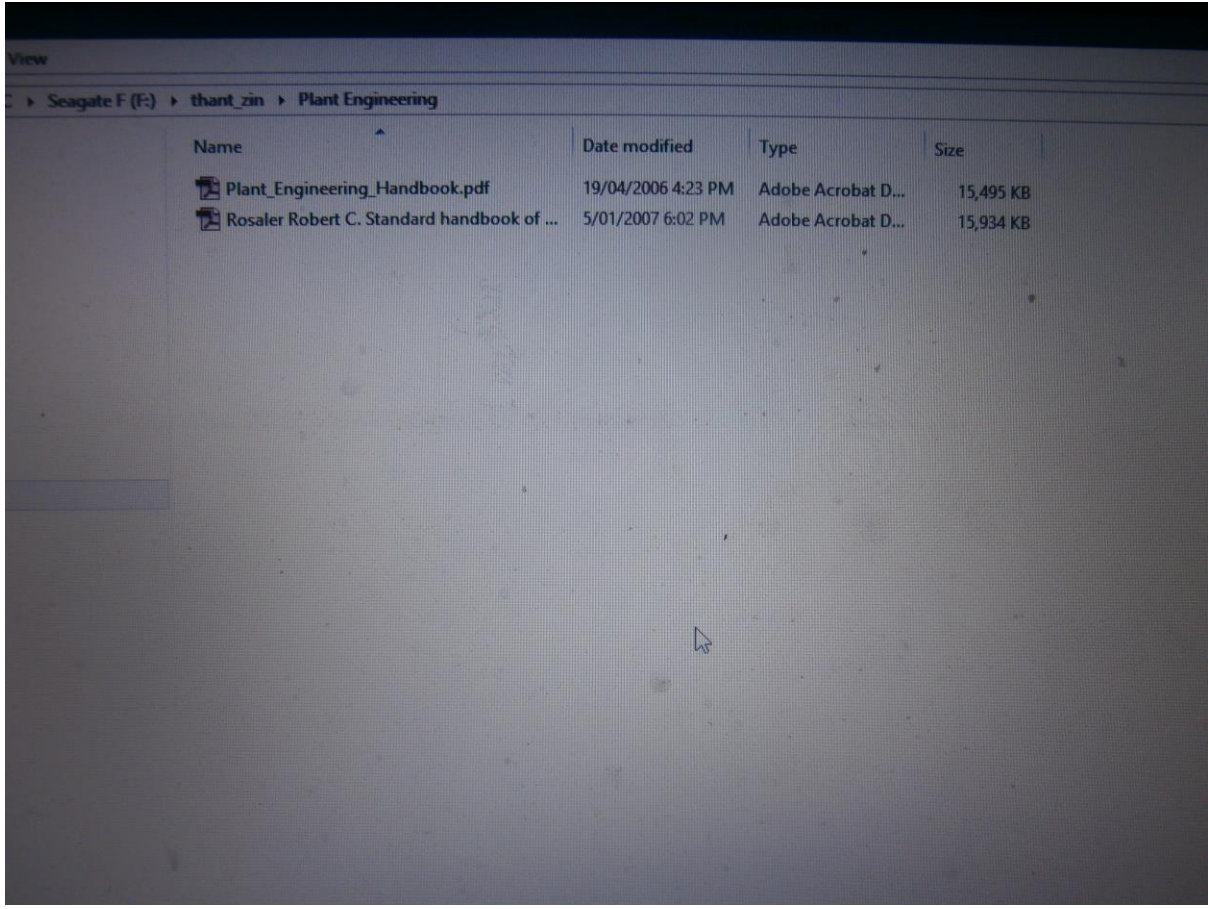 View
Seagate F (F:) ▸ thant_zin ▸ Plant Engineering
Name Date modified Type Size
Plant_Engineering_Handbook.pdf 19/04/2006 4:23 PM Adobe Acrobat D... 15,495 KB
Rosaler Robert C. Standard handbook of ... 5/01/2007 6:02 PM Adobe Acrobat D... 15,934 KB